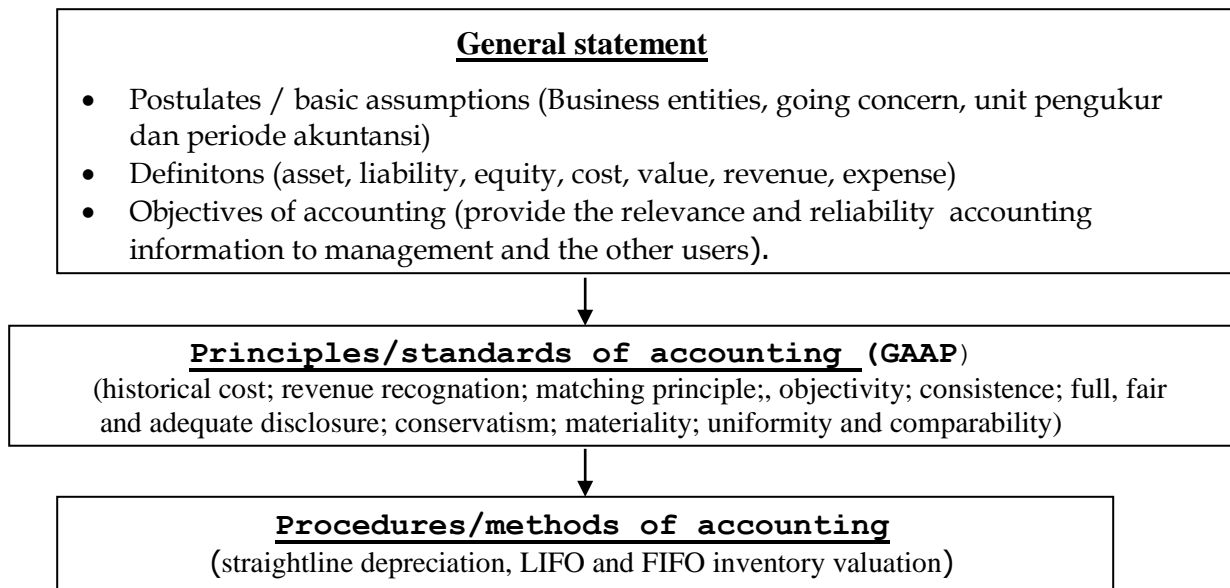 General statement
• Postulates / basic assumptions (Business entities, going concern, unit pengukur
dan periode akuntansi)
• Definitons (asset, liability, equity, cost, value, revenue, expense)
• Objectives of accounting (provide the relevance and reliability accounting
information to management and the other users).
Principles/standards of accounting (GAAP)
(historical cost; revenue recognation; matching principle;, objectivity; consistence; full, fair
and adequate disclosure; conservatism; materiality; uniformity and comparability)
Procedures/methods of accounting
(straightline depreciation, LIFO and FIFO inventory valuation)